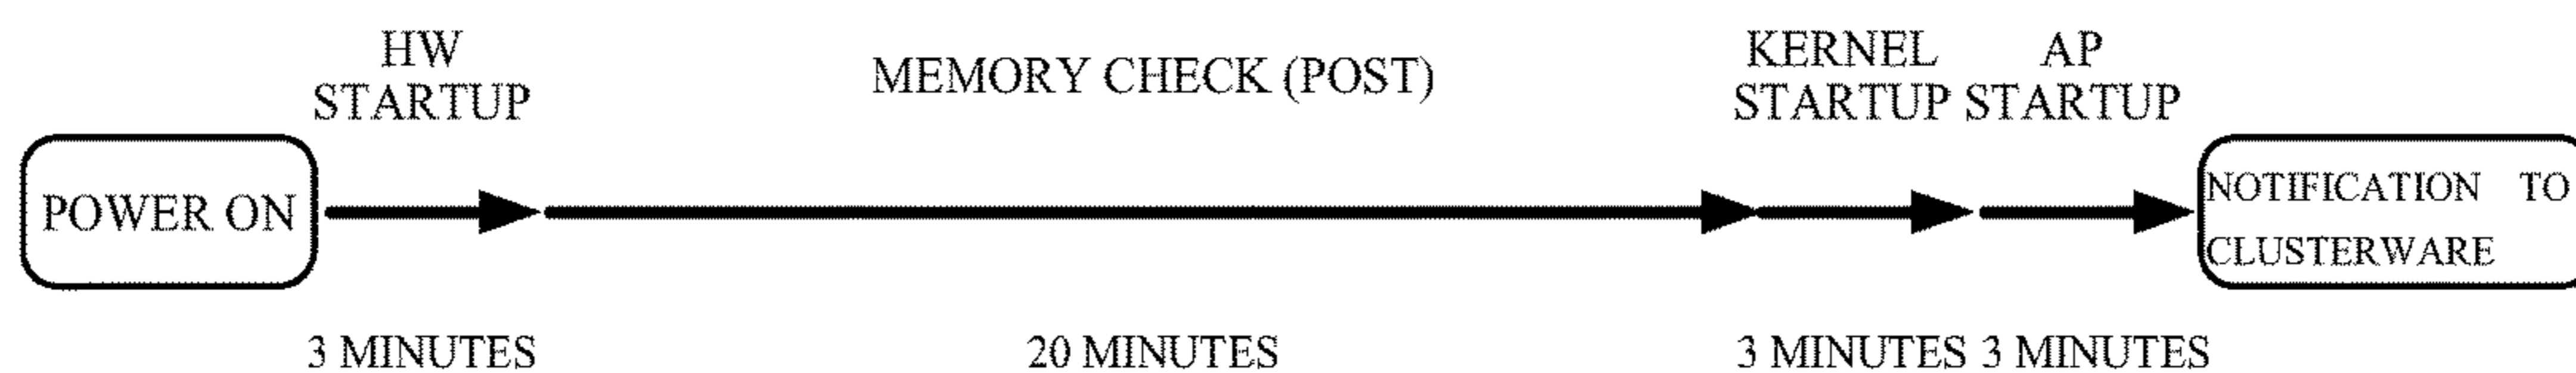 HW
STARTUP
MEMORY CHECK (POST)
KERNEL
STARTUP
AP
STARTUP
POWER ON
NOTIFICATION TO
CLUSTERWARE
3 MINUTES
20 MINUTES
3 MINUTES
3 MINUTES